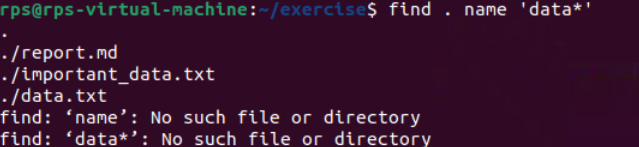 rps@rps-virtual-machine:~/exercise$ find . name 'data*'
.
./report.md
./important_data.txt
./data.txt
find: ‘name’: No such file or directory
find: ‘data*’: No such file or directory